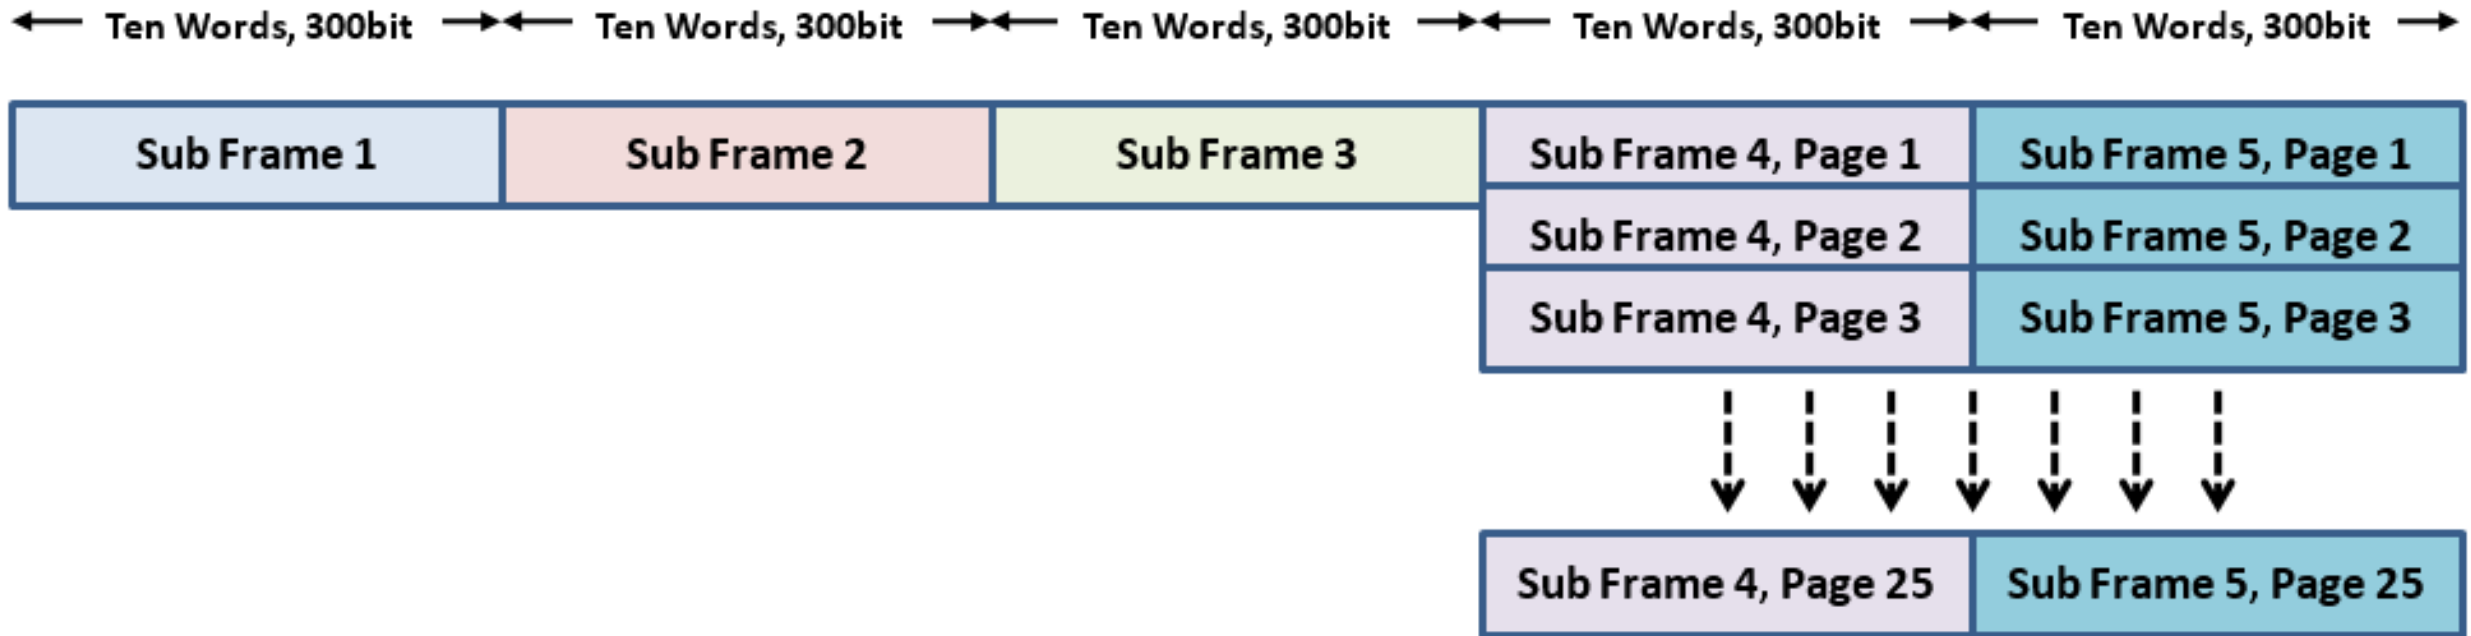 Ten Words, 300bit Ten Words, 300bit Ten Words, 300bit Ten Words, 300bit Ten Words, 300bit
Sub Frame 1 Sub Frame 2 Sub Frame 3 Sub Frame 4, Page 1 Sub Frame 5, Page 1
Sub Frame 4, Page 2 Sub Frame 5, Page 2
Sub Frame 4, Page 3 Sub Frame 5, Page 3
Sub Frame 4, Page 25 Sub Frame 5, Page 25